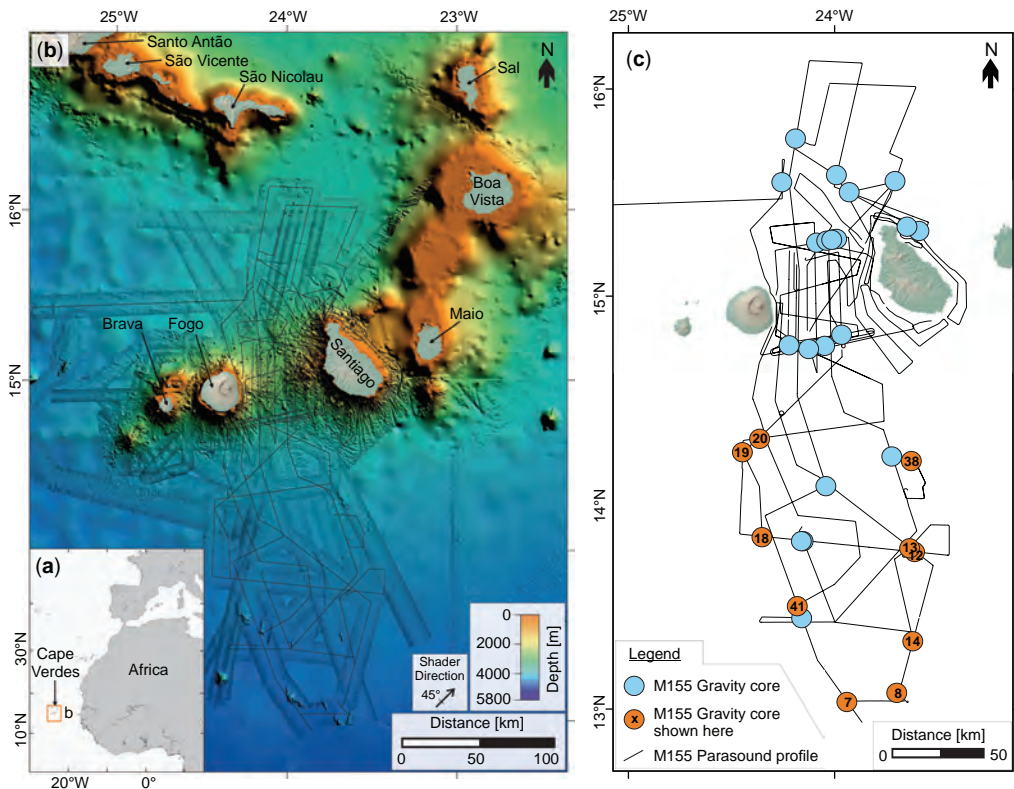 25°W
24°W
23°W
(b)
Santo Antão
São Vicente
São Nicolau
Sal
N
Boa
Vista
16°N
Brava
Fogo
Santiago
Maio
15°N
(a)
30°N
10°N
Cape
Verdes
Africa
b
20°W
0°
0
2000
4000
5800
Depth [m]
Shader
Direction
45°
Distance [km]
0
50
100
25°W
24°W
(c)
N
16°N
15°N
14°N
13°N
20
19
38
18
13
12
41
14
8
7
Legend
M155 Gravity core
x
M155 Gravity core
shown here
M155 Parasound profile
Distance [km]
0
50